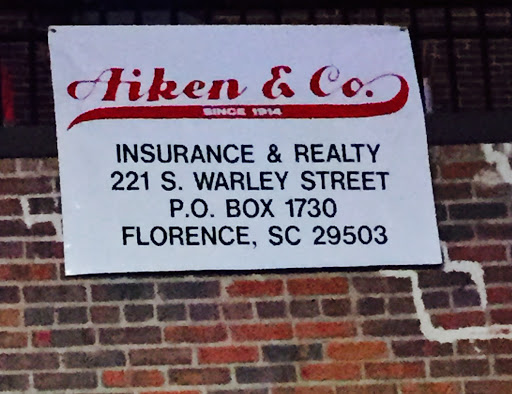 Aiken & Co.
SINCE 1914
INSURANCE & REALTY
221 S. WARLEY STREET
P.O. BOX 1730
FLORENCE, SC 29503